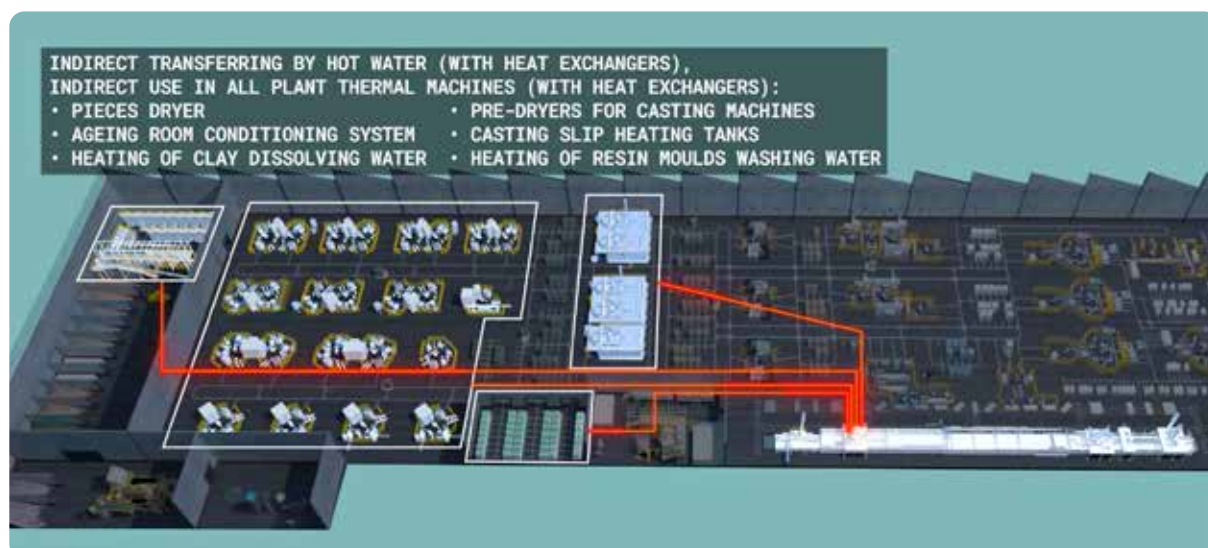 INDIRECT TRANSFERRING BY HOT WATER (WITH HEAT EXCHANGERS),
INDIRECT USE IN ALL PLANT THERMAL MACHINES (WITH HEAT EXCHANGERS):
• PIECES DRYER
• AGEING ROOM CONDITIONING SYSTEM
• HEATING OF CLAY DISSOLVING WATER
• PRE-DRYERS FOR CASTING MACHINES
• CASTING SLIP HEATING TANKS
• HEATING OF RESIN MOULDS WASHING WATER